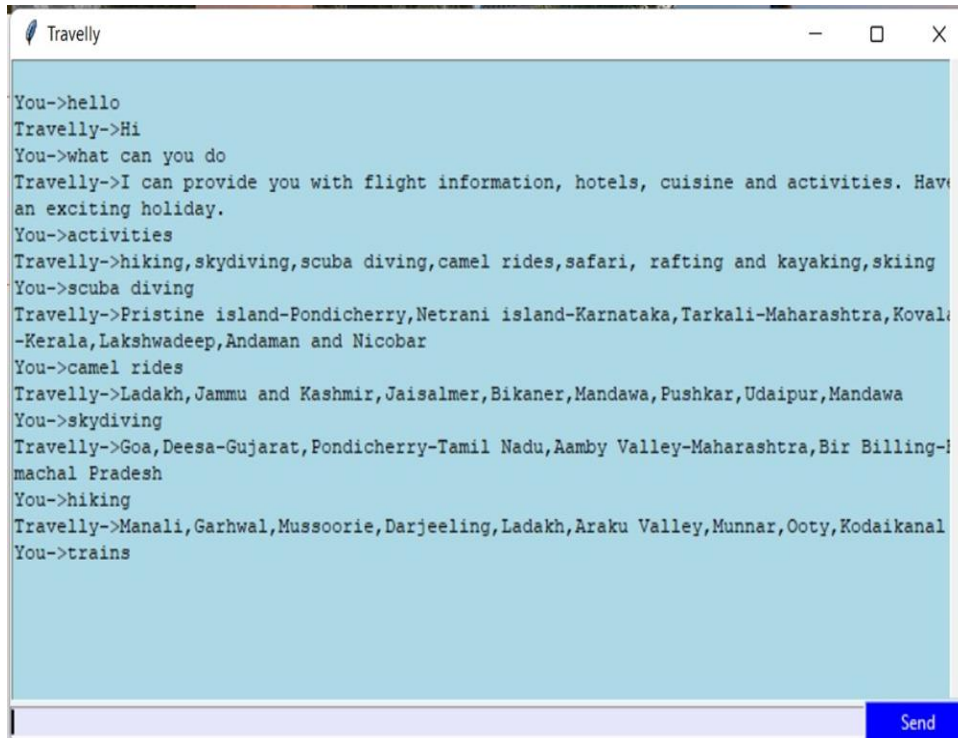 Travelly
You->hello
Travelly->Hi
You->what can you do
Travelly->I can provide you with flight information, hotels, cuisine and activities. Have
an exciting holiday.
You->activities
Travelly->hiking,skydiving,scuba diving,camel rides,safari, rafting and kayaking,skiing
You->scuba diving
Travelly->Pristine island-Pondicherry,Netrani island-Karnataka,Tarkali-Maharashtra,Kovala
-Kerala,Lakshwadeep,Andaman and Nicobar
You->camel rides
Travelly->Ladakh,Jammu and Kashmir,Jaisalmer,Bikaner,Mandawa,Pushkar,Udaipur,Mandawa
You->skydiving
Travelly->Goa,Deesa-Gujarat,Pondicherry-Tamil Nadu,Aamby Valley-Maharashtra,Bir Billing-
machal Pradesh
You->hiking
Travelly->Manali,Garhwal,Mussoorie,Darjeeling,Ladakh,Araku Valley,Munnar,Ooty,Kodaikanal
You->trains
Send